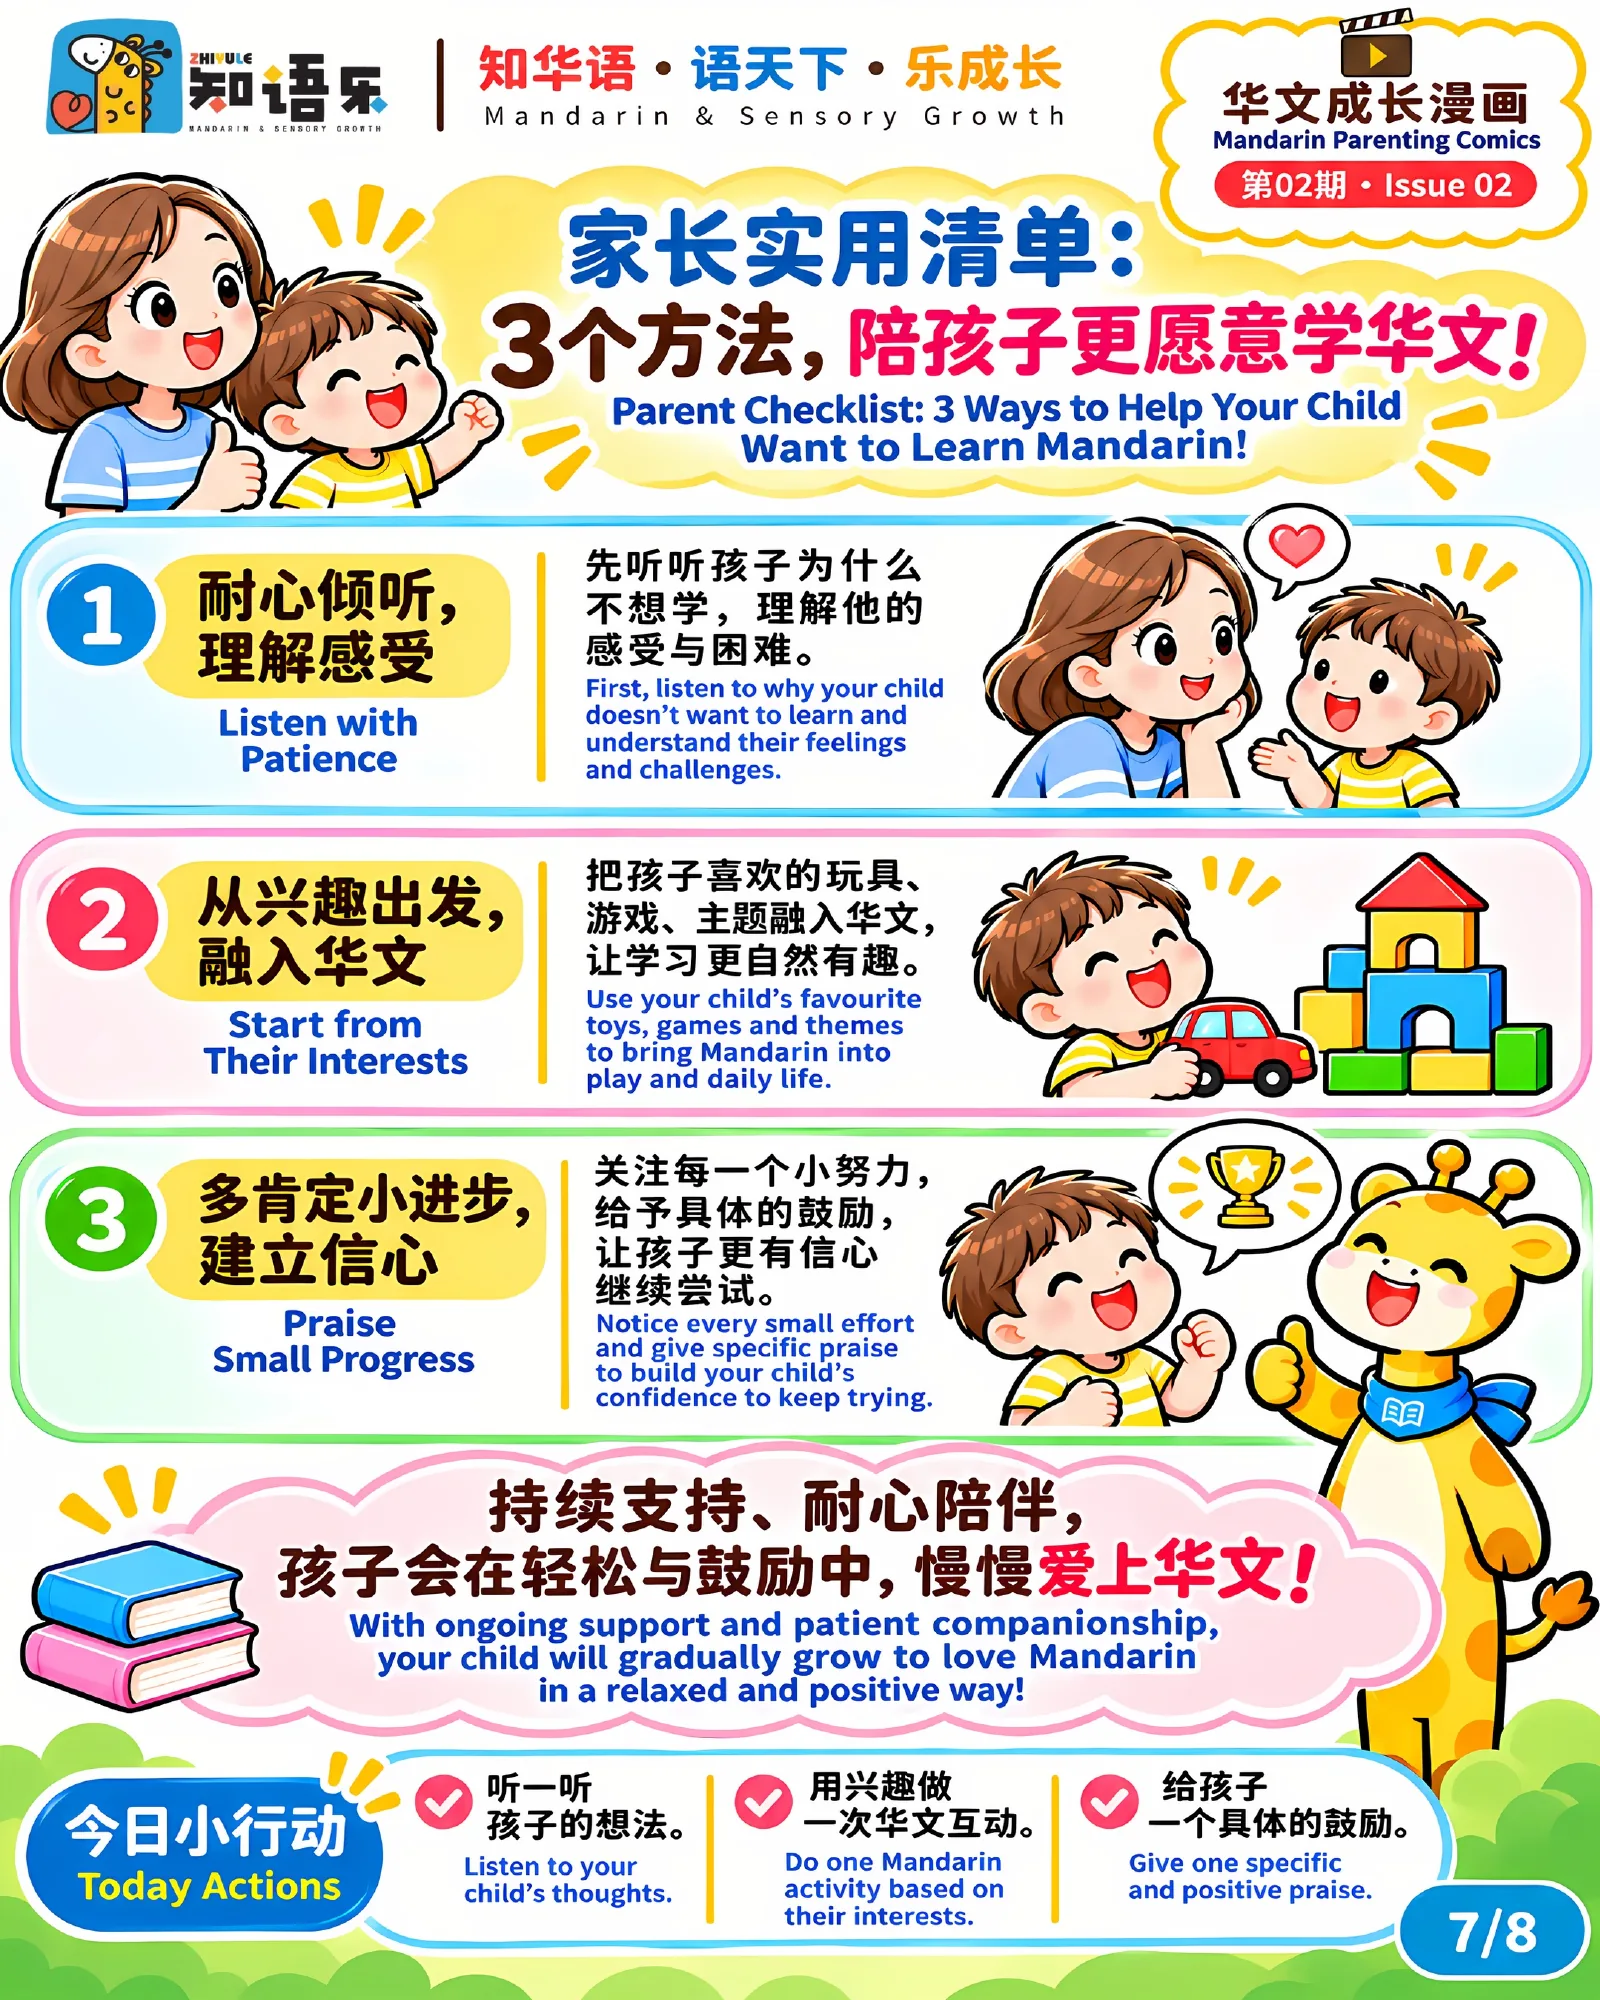 ZHIYULE
知语乐
MANDARIN & SENSORY GROWTH
知华语·语天下·乐成长
Mandarin & Sensory Growth
华文成长漫画
Mandarin Parenting Comics
第02期·Issue 02
家长实用清单：
3个方法，陪孩子更愿意学华文！
Parent Checklist: 3 Ways to Help Your Child
Want to Learn Mandarin!
1
耐心倾听，
理解感受
Listen with
Patience
先听听孩子为什么
不想学，理解他的
感受与困难。
First, listen to why your child
doesn't want to learn and
understand their feelings
and challenges.
2
从兴趣出发，
融入华文
Start from
Their Interests
把孩子喜欢的玩具、
游戏、主题融入华文，
让学习更自然有趣。
Use your child's favourite
toys, games and themes
to bring Mandarin into
play and daily life.
3
多肯定小进步，
建立信心
Praise
Small Progress
关注每一个小努力，
给予具体的鼓励，
让孩子更有信心
继续尝试。
Notice every small effort
and give specific praise
to build your child's
confidence to keep trying.
持续支持、耐心陪伴，
孩子会在轻松与鼓励中，慢慢爱上华文！
With ongoing support and patient companionship,
your child will gradually grow to love Mandarin
in a relaxed and positive way!
今日小行动
Today Actions
听一听
孩子的想法。
Listen to your
child's thoughts.
用兴趣做
一次华文互动。
Do one Mandarin
activity based on
their interests.
给孩子
一个具体的鼓励。
Give one specific
and positive praise.
7/8